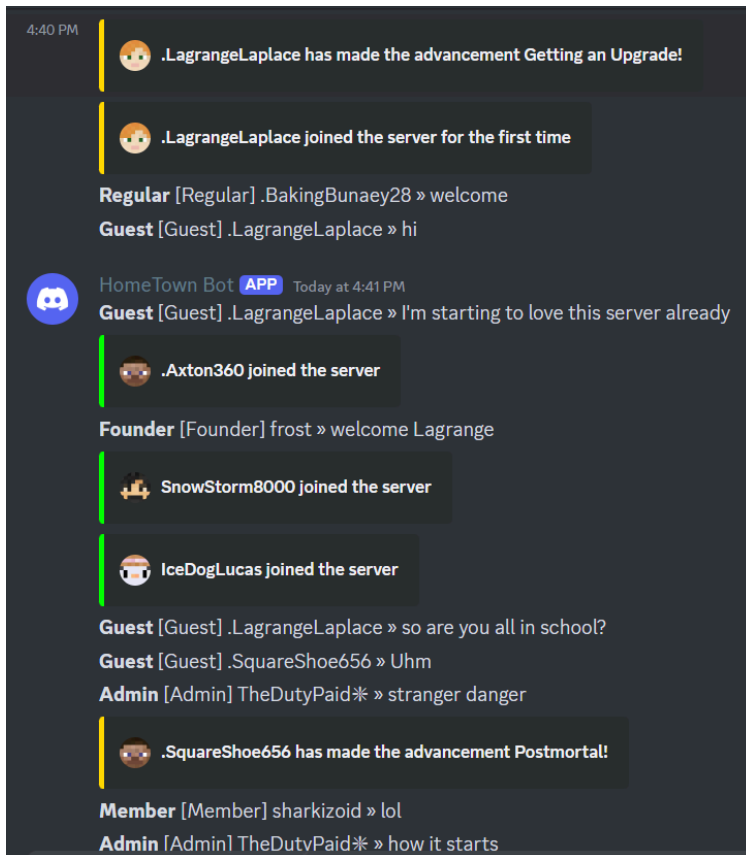 4:40 PM
.LagrangeLaplace has made the advancement Getting an Upgrade!
.LagrangeLaplace joined the server for the first time
Regular [Regular] .BakingBunaey28 » welcome
Guest [Guest] .LagrangeLaplace » hi
HomeTown Bot APP Today at 4:41 PM
Guest [Guest] .LagrangeLaplace » I'm starting to love this server already
.Axton360 joined the server
Founder [Founder] frost » welcome Lagrange
SnowStorm8000 joined the server
IceDogLucas joined the server
Guest [Guest] .LagrangeLaplace » so are you all in school?
Guest [Guest] .SquareShoe656 » Uhm
Admin [Admin] TheDutyPaid⁜ » stranger danger
.SquareShoe656 has made the advancement Postmortal!
Member [Member] sharkizoid » lol
Admin [Admin] TheDutyPaid⁜ » how it starts